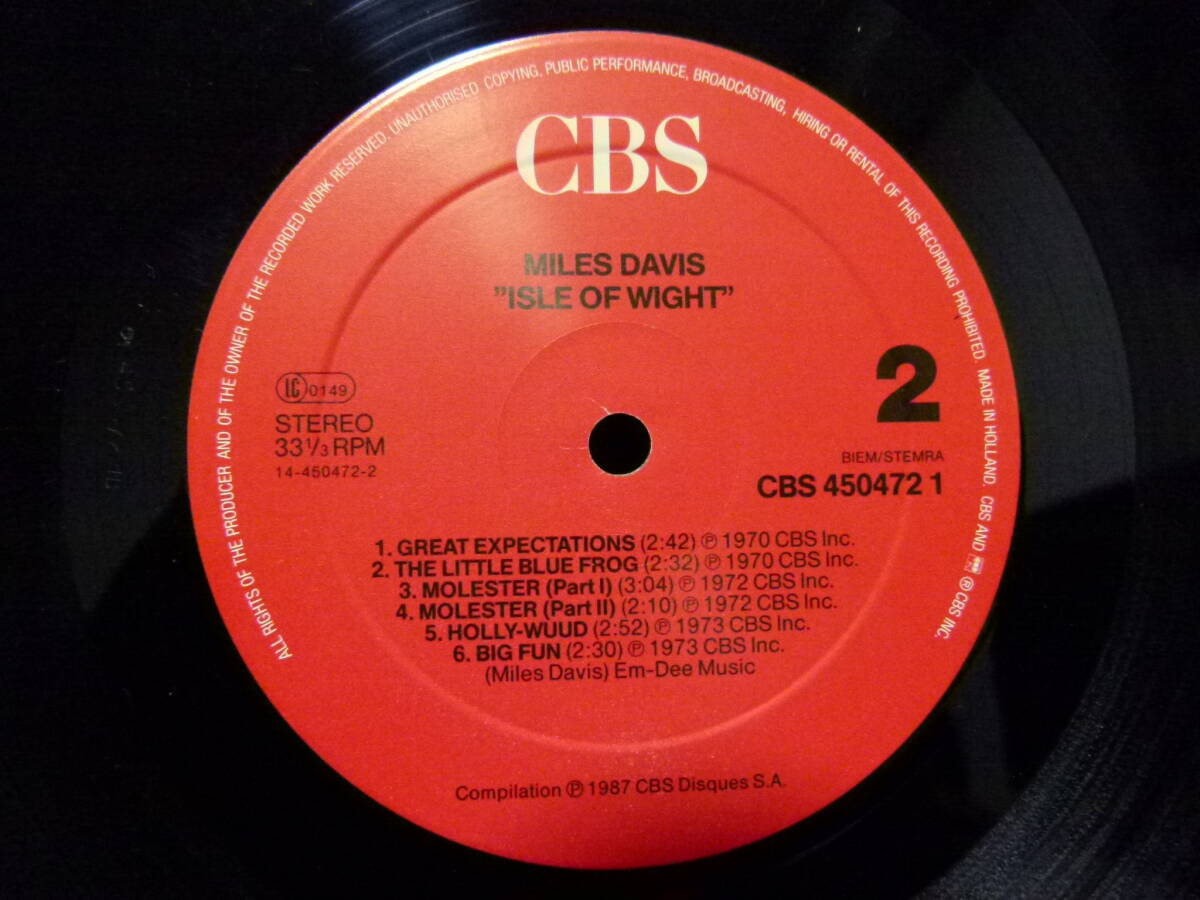 ALL RIGHTS OF THE PRODUCER AND OF THE OWNER OF THE RECORDED WORK RESERVED. UNAUTHORISED COPYING, PUBLIC PERFORMANCE, BROADCASTING, HIRING OR RENTAL OF THIS RECORDING PROHIBITED. MADE IN HOLLAND. CBS AND ℗ CBS INC.
CBS
MILES DAVIS
"ISLE OF WIGHT"
2
LC 0149
STEREO
33 1/3 RPM
14-450472-2
BIEM/STEMRA
CBS 450472 1
1. GREAT EXPECTATIONS (2:42) ℗ 1970 CBS Inc.
2. THE LITTLE BLUE FROG (2:32) ℗ 1970 CBS Inc.
3. MOLESTER (Part I) (3:04) ℗ 1972 CBS Inc.
4. MOLESTER (Part II) (2:10) ℗ 1972 CBS Inc.
5. HOLLY-WUUD (2:52) ℗ 1973 CBS Inc.
6. BIG FUN (2:30) ℗ 1973 CBS Inc.
(Miles Davis) Em-Dee Music
Compilation ℗ 1987 CBS Disques S.A.